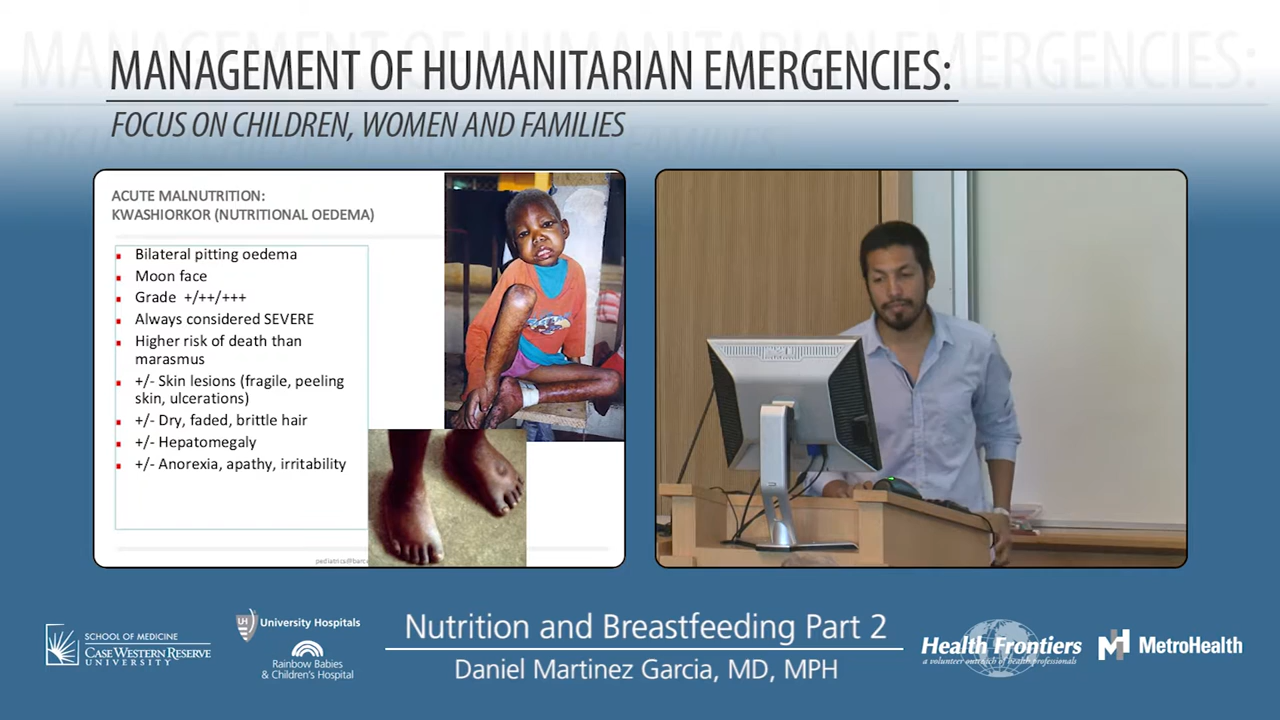 MANAGEMENT OF HUMANITARIAN EMERGENCIES:
FOCUS ON CHILDREN, WOMEN AND FAMILIES
ACUTE MALNUTRITION:
KWASHIORKOR (NUTRITIONAL OEDEMA)
Bilateral pitting oedema
Moon face
Grade +/++/+++
Always considered SEVERE
Higher risk of death than
marasmus
+/- Skin lesions (fragile, peeling
skin, ulcerations)
+/- Dry, faded, brittle hair
+/- Hepatomegaly
+/- Anorexia, apathy, irritability
SCHOOL OF MEDICINE
CASE WESTERN RESERVE
UNIVERSITY
UH University Hospitals
Rainbow Babies
& Children's Hospital
Nutrition and Breastfeeding Part 2
Daniel Martinez Garcia, MD, MPH
Health Frontiers
a volunteer outreach of health professionals
MetroHealth